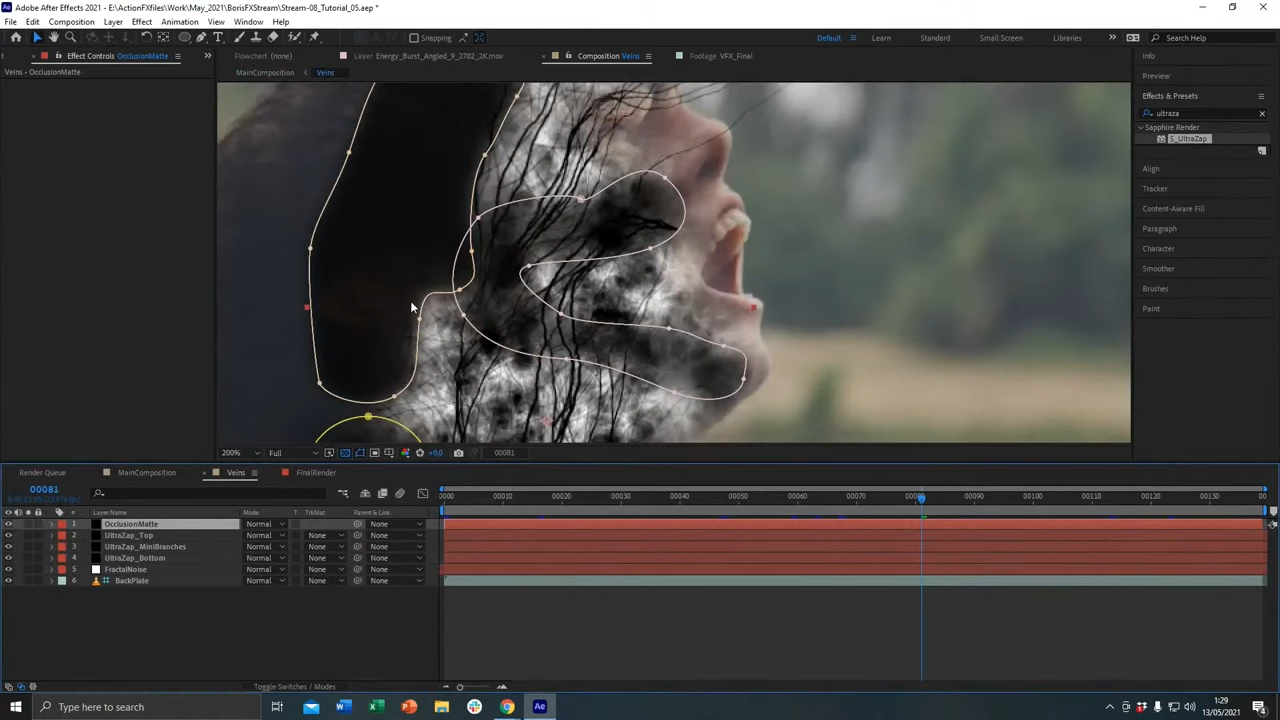 Adobe After Effects 2021 - E:\ActionFXfiles\Work\May_2021\BorisFXStream\Stream-08_Tutorial_05.aep *
File Edit Composition Layer Effect Animation View Window Help
Snapping
Default Learn Standard Small Screen Libraries Search Help
Effect Controls OcclusionMatte
Flowchart (none)
Layer Energy_Burst_Angled_9_2702_2K.mov
Composition Veins
Footage VFX_Final
Info
Veins • OcclusionMatte
MainComposition Veins
Preview
Effects & Presets
ultraza
Sapphire Render
S_UltraZap
Align
Tracker
Content-Aware Fill
Paragraph
Character
Smoother
Brushes
Paint
200% Full +0,0 00081
Render Queue MainComposition Veins FinalRender
00081
# Layer Name Mode T .TrkMat Parent & Link
0000 00010 00020 00030 00040 00050 00060 00070 00090 00100 00110 00120 00130
1 OcclusionMatte Normal None
2 UltraZap_Top Normal None None
3 UltraZap_MiniBranches Normal None None
4 UltraZap_Bottom Normal None None
5 FractalNoise Normal None None
6 BackPlate Normal None None
Toggle Switches / Modes
Type here to search
1:29
13/05/2021